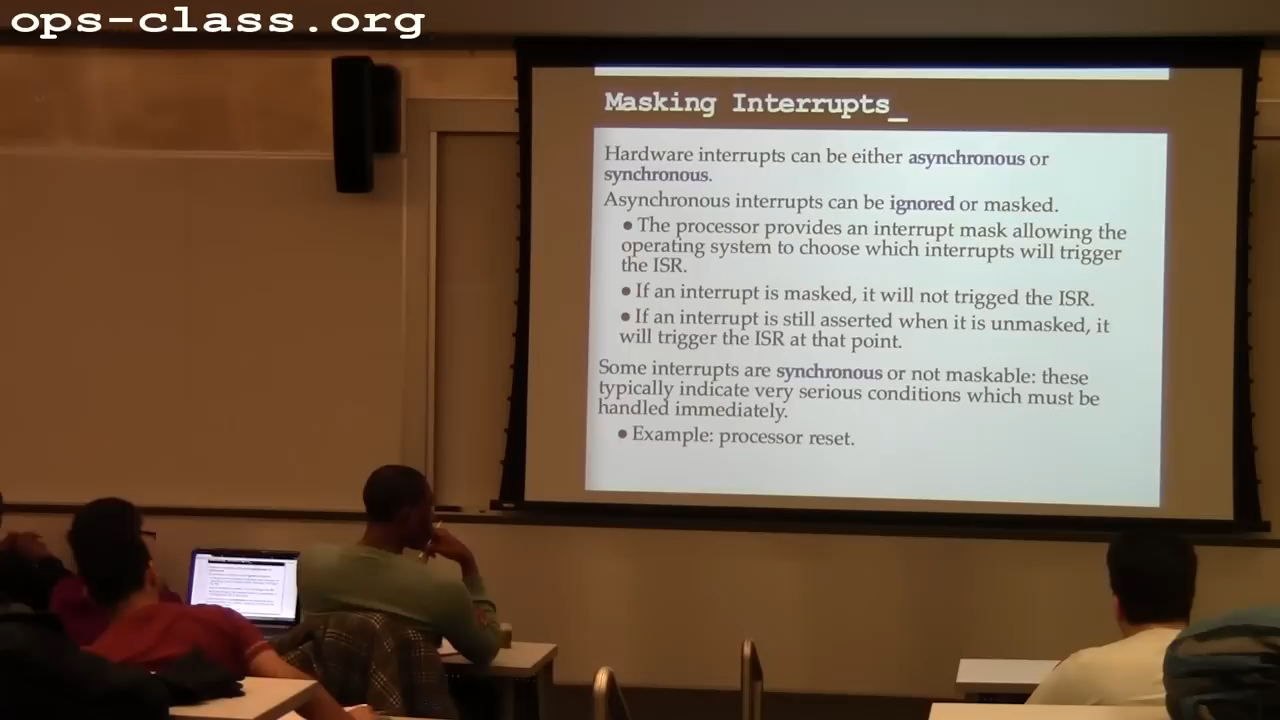 ops-class.org
Masking Interrupts_
Hardware interrupts can be either asynchronous or
synchronous.
Asynchronous interrupts can be ignored or masked.
● The processor provides an interrupt mask allowing the
operating system to choose which interrupts will trigger
the ISR.
● If an interrupt is masked, it will not trigged the ISR.
● If an interrupt is still asserted when it is unmasked, it
will trigger the ISR at that point.
Some interrupts are synchronous or not maskable: these
typically indicate very serious conditions which must be
handled immediately.
● Example: processor reset.